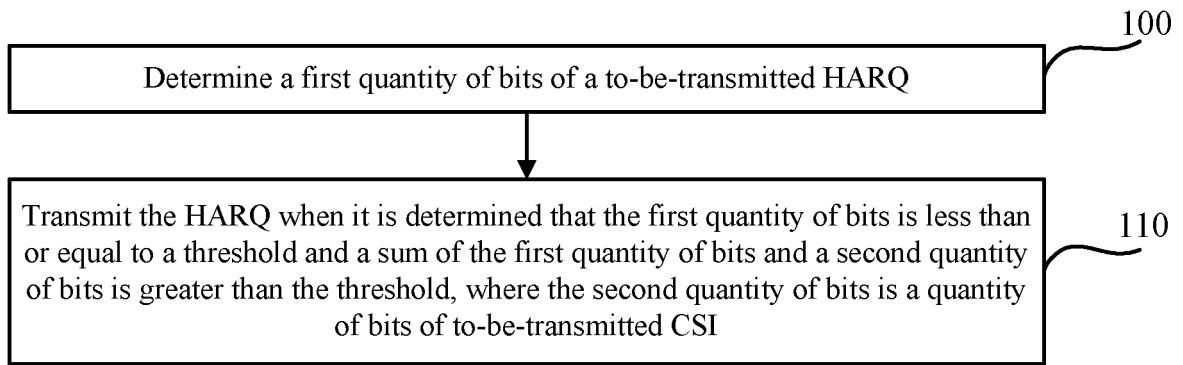 100
Determine a first quantity of bits of a to-be-transmitted HARQ
Transmit the HARQ when it is determined that the first quantity of bits is less than
or equal to a threshold and a sum of the first quantity of bits and a second quantity
of bits is greater than the threshold, where the second quantity of bits is a quantity
of bits of to-be-transmitted CSI
110